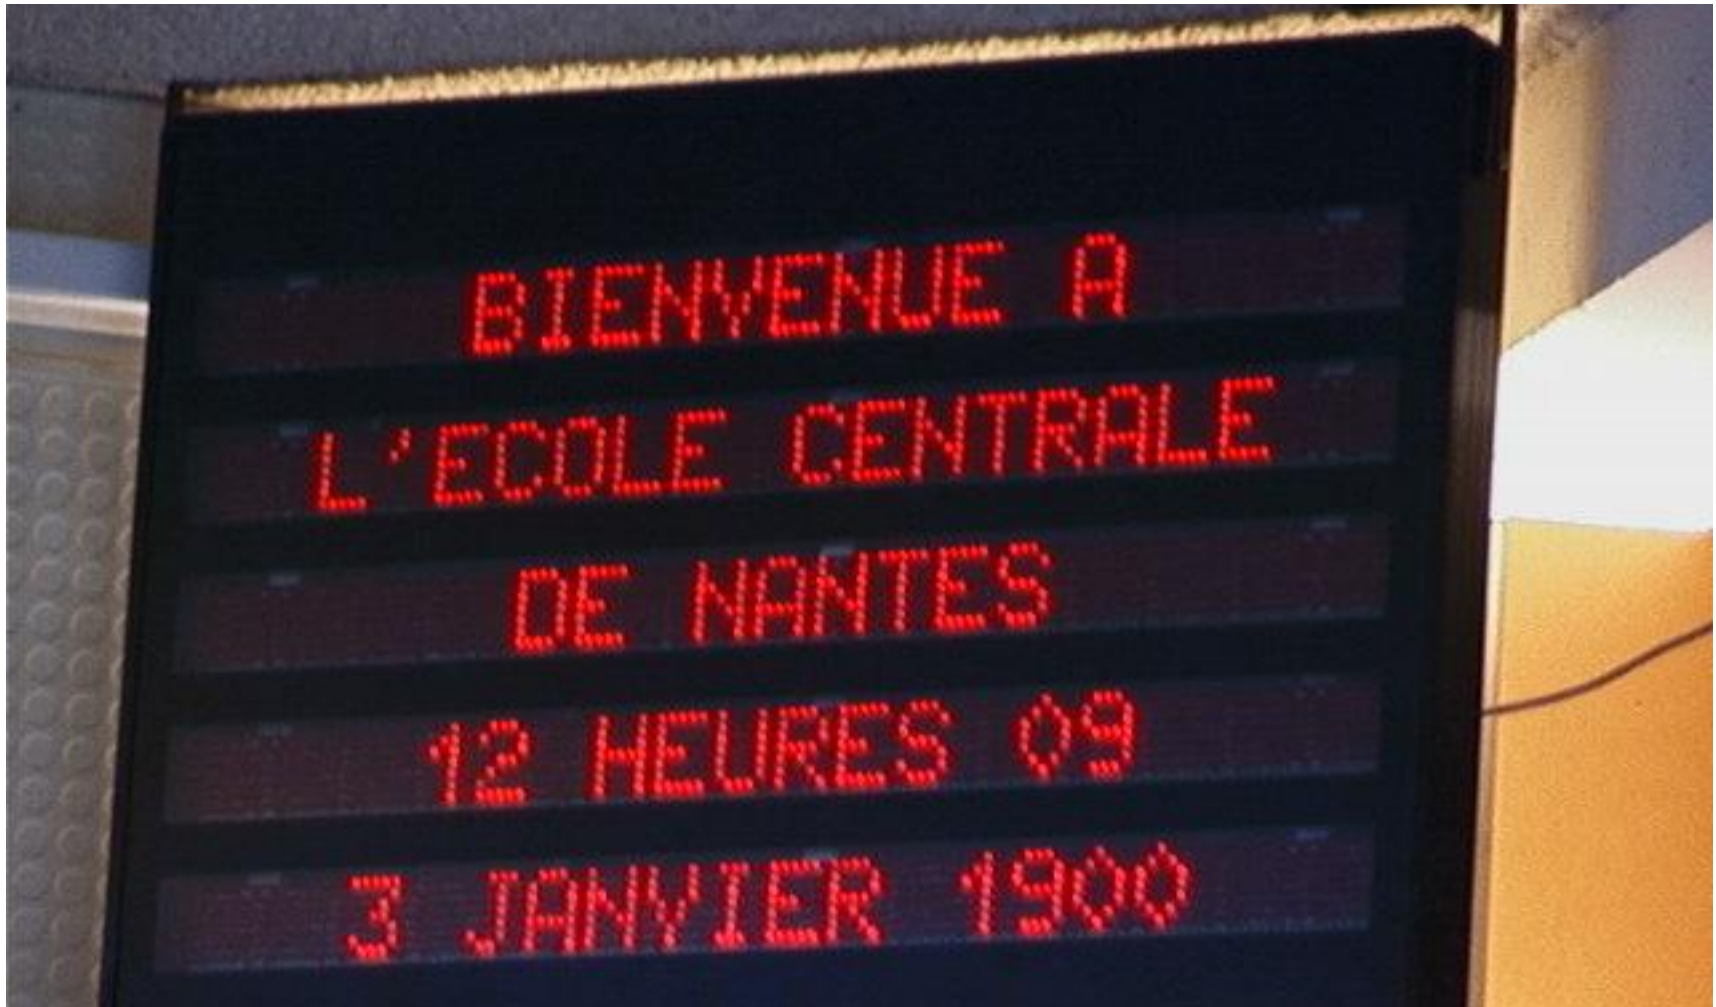 BIENVENUE A
L'ECOLE CENTRALE
DE NANTES
12 HEURES 09
3 JANVIER 1900